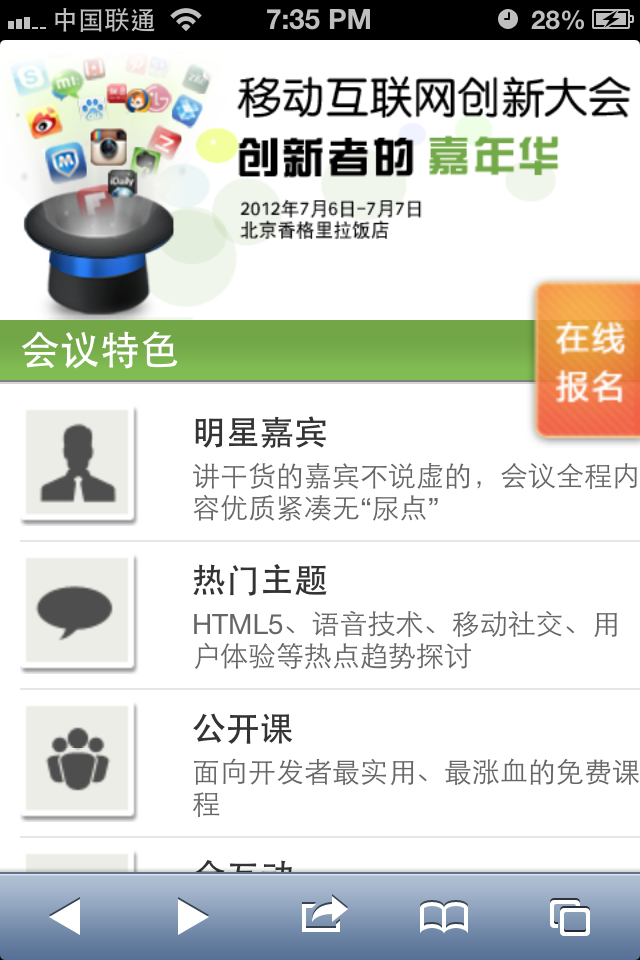 中国联通 7:35 PM 28%
移动互联网创新大会
创新者的 嘉年华
2012年7月6日-7月7日
北京香格里拉饭店
在线
报名
会议特色
明星嘉宾
讲干货的嘉宾不说虚的，会议全程内
容优质紧凑无“尿点”
热门主题
HTML5、语音技术、移动社交、用
户体验等热点趋势探讨
公开课
面向开发者最实用、最涨血的免费课
程
iDaily